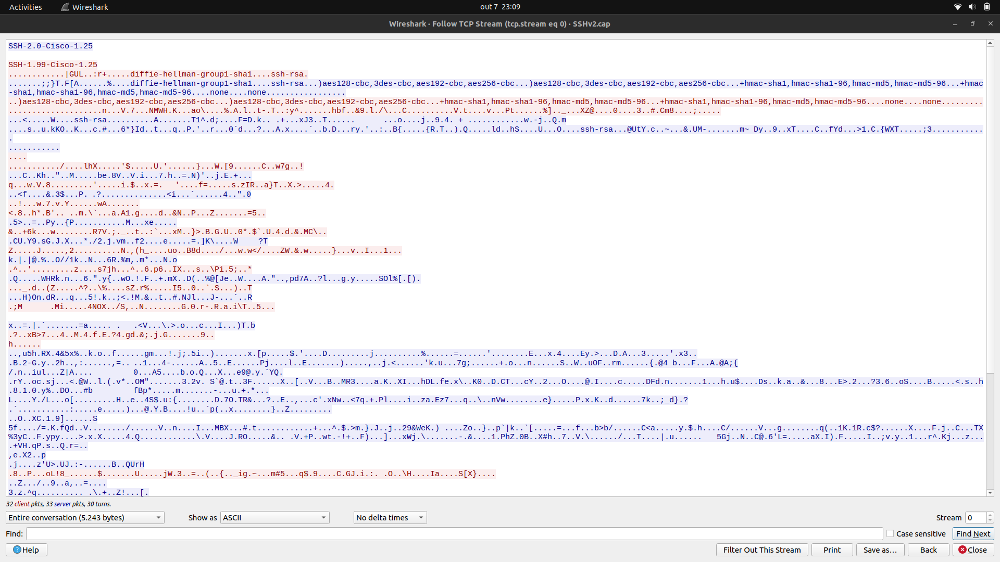 Activities
Wireshark
out 7 23:09
Wireshark · Follow TCP Stream (tcp.stream eq 0) · SSHv2.cap
SSH-2.0-Cisco-1.25
SSH-1.99-Cisco-1.25
............|GUL..:r+.....diffie-hellman-group1-sha1....ssh-rsa.
.......;;}T.F[A......%....diffie-hellman-group1-sha1....ssh-rsa...)aes128-cbc,3des-cbc,aes192-cbc,aes256-cbc...)aes128-cbc,3des-cbc,aes192-cbc,aes256-cbc...+hmac-sha1,hmac-sha1-96,hmac-md5,hmac-md5-96...+hmac
-sha1,hmac-sha1-96,hmac-md5,hmac-md5-96....none....none.................
..)aes128-cbc,3des-cbc,aes192-cbc,aes256-cbc...)aes128-cbc,3des-cbc,aes192-cbc,aes256-cbc...+hmac-sha1,hmac-sha1-96,hmac-md5,hmac-md5-96...+hmac-sha1,hmac-sha1-96,hmac-md5,hmac-md5-96....none....none.........
....................n...V.7...NMWH.K...ao\....%.A.l..t-.T..:y^.......hbf..&9.l./\...C..........V.t....v...Pt......%].._...XZ@....0....3..#.Cm8....;.....
...<.....W....ssh-rsa..........A.......T1^.d;....F=D.k.. .+...xJ3..T......      ...o....j..9.4. + ............w.-j..Q.m
....s..u.kKO..K...c.#...6*}Id..t...q..P.'..r...0`d...?...A.x....`..b.D...ry.'..:..B{.....{R.T..).Q.....ld..hS....U...O....ssh-rsa...@UtY.c..~...&.UM-.......m~ Dy..9..xT....C..fYd...>1.C.{WXT.....;3...........
.
...........
....
.........../....lhX.....'$.....U.'......}...W.[9......C..w7g..!
...C..Kh.."..M.....be.8V..V.i...7.h..=.N)'..j.E.+...
q...w.V.8.........'.....i.$..x.=.   '....f=.....s.zIR..a}T..X.>.....4.
..<f....&.3$...P. .?..............<i...`......4..".0
..!...w.7.v.Y......wA.......
<.8..h*.B'.. ..m.\`...a.A1.g....d..&N..P...Z.......=5..
.5>..=..Py..{P...........M...xe.....
&..+6k...w........R7V.;._..t..:`...xM..}>.B.G.U..0*.$`.U.4.d.&.MC\..
.CU.Y9.sG.J.X...*./2.j.vm..f2....e.....=.]K\....W    ?T
Z.....J.....,2..........N.,(h_....uo..B8d..../...w.w</....ZW.&.w.....}...v..I...1...
k.|.|@.%..O//1k..N...6R.%m,.m*...N.o
.^..'.........z....s7jh...^..6.p6..IX...s..\Pi.5;..*
.Q.....WHRk.n...6.".y{..wO.!.F..+.mX..D(..%@[Je..W....A."..,pd7A..?l...g.y.....SOl%[.[).
..._.d..(Z.....^?..\%....sZ.r%.....I5..0..`.S...)..T
...H)On.dR...q...5!.k..;<.!M.&..t..#.NJl...J-...`..R
.;M      .Mi.....4NOX../S,..N........G.0.r-.R.a.i\T..5...
x..=.|.`.......=a..... .   .<V...\.>.o...c...I...)T.b
.?..xB>7...4..M.4.f.E.?4.gd.&;.j.G.......9..
h......
..,u5h.RX.4&5x%..k.o..f......gm...!.j;.5i..).......x.[p.....$.'....D.........j..........%......=......'........E...x.4....Ey.>...D.A...3.....'.x3..
.B.2-G.y..2h..,:......,=.. ..1...4-......A..5..E......Pj....l..E.......).....,..j.<......'k.u...7g;......+.o...n......S..W..uOF..rm......{.@4 b...F...A.@A;{
/.n..iul...Z|A....         0...A5....b.o.Q...X...e9@.y.`YQ.
.rY..oc.sj...<.@W..l.(.v*..OM".......3.2v. S`@.t..3F......X..[..V...B..MR3....a.K..XI...hDL.fe.x\..K0..D.CT...cY..2...O....@.I....c.....DFd.n.......1...h.u$....Ds..k.a..&...8...E>.2...?3.6..oS....B.....<.s..h
.8.1.0.y%..DO...#b         fBp*.....m.......-...u.+.*...
L....Y./L...o[.........H..e..4S$.u:{........D.7O.TR&...?..E..,...c'.xNw..<7q.+.Pl....i..za.Ez7...q..\..nVw........e}.....P.x.K..d......7k..;_d}.?
.`...........:.....e.....)...@.Y.B....!u..`p(..x........}..Z.........
..O..XC.1.9]......S
5f..../=.K.fQd..V......../......V..n....I...MBX...#.t............+...^.$.>m.}.J..j..29&WeK.) ....Zo..}..p`|k..`[.....=...f...b>b/......C<a.....y.$.h....C/......V...g........q(..1K.1R.c$?......X....F.j..C...TX
%3yC..F.ypy....>.x.X.....4.Q............\.V....J.RO.....&.. .V.+P..wt.-!+..F)...]...xWj.\.......-.&....1.PhZ.0B..X#h..7..V.\....../...T....|.u......   5Gj..N..C@.6'L=.....aX.I).F.....I..;v.y..1...r^.Kj...z...
.+VH.qP.s..Q.r=..
,e.X2..p
.j....z'U>.UJ.:-......B..QUrH
.8..P...oL!8_......$.......U.....jW.3..=..(..{.._ig.~...m#5...q$.9....C.GJ.i.:. .O..\H....Ia....S[X}....
..Z.../..9..a,..=....
3.z.^q.......... .\.+..Z!...[.
32 client pkts, 33 server pkts, 30 turns.
Entire conversation (5.243 bytes)
Show as
ASCII
No delta times
Stream
0
Find:
Case sensitive
Find Next
Help
Filter Out This Stream
Print
Save as…
Back
Close